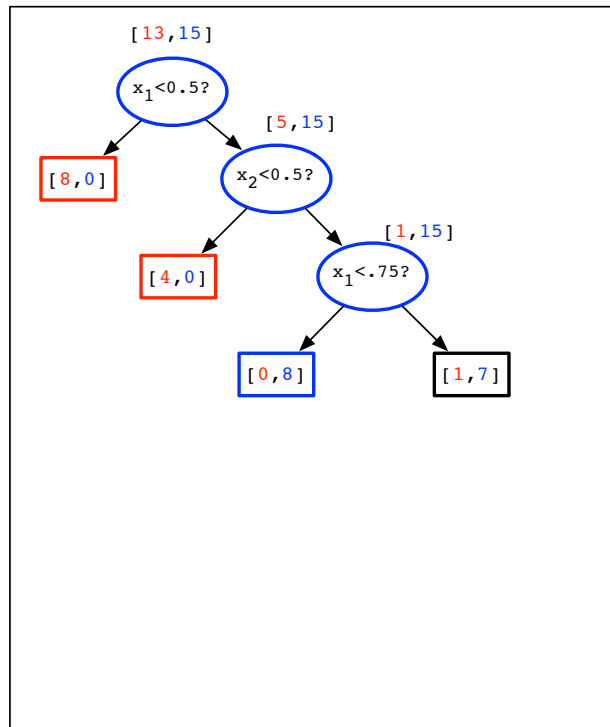 [13,15]
x1<0.5?
[5,15]
[8,0]
x2<0.5?
[1,15]
[4,0]
x1<.75?
[0,8]
[1,7]